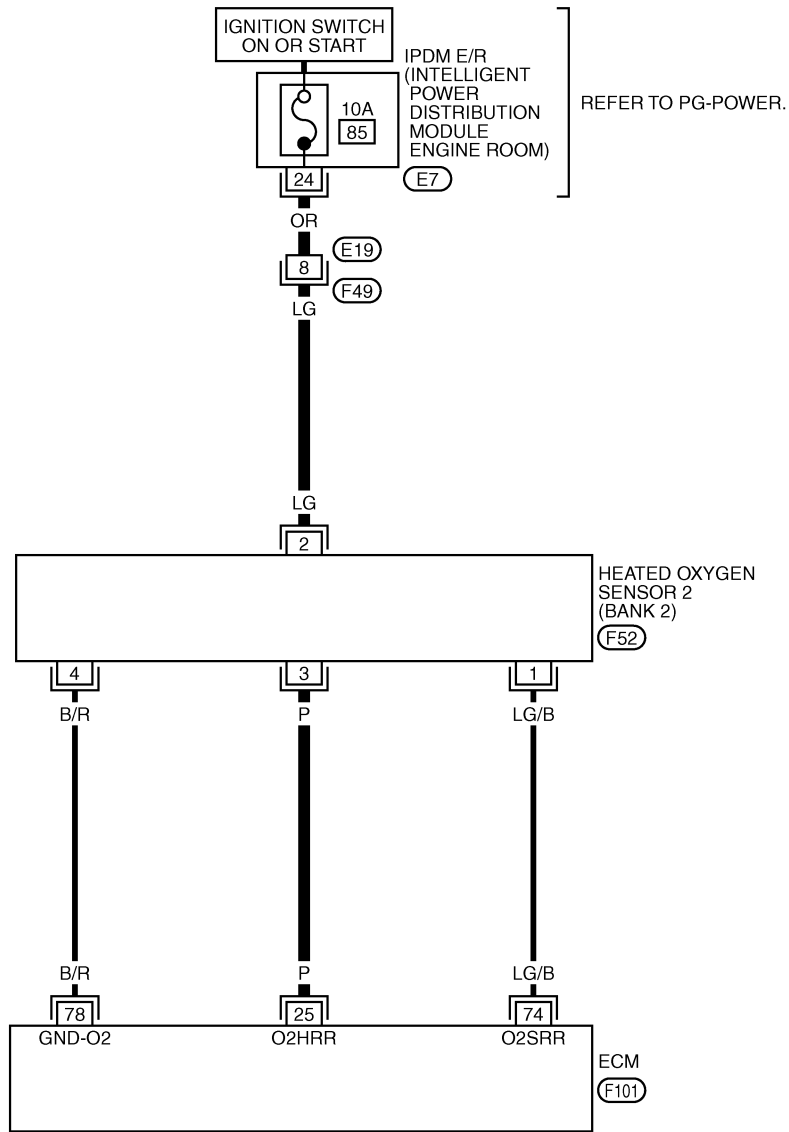 IGNITION SWITCH
ON OR START
IPDM E/R
(INTELLIGENT
POWER
DISTRIBUTION
MODULE
ENGINE ROOM)
REFER TO PG-POWER.
10A
85
24
E7
OR
E19
8
F49
LG
LG
2
HEATED OXYGEN
SENSOR 2
(BANK 2)
F52
4
3
1
B/R
P
LG/B
B/R
P
LG/B
78
25
74
GND-O2
O2HRR
O2SRR
ECM
F101